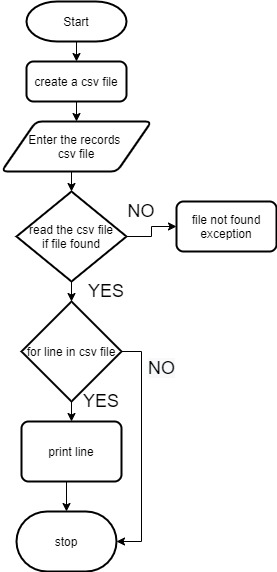 Start
create a csv file
Enter the records
csv file
read the csv file
if file found
NO
file not found
exception
YES
for line in csv file
NO
YES
print line
stop